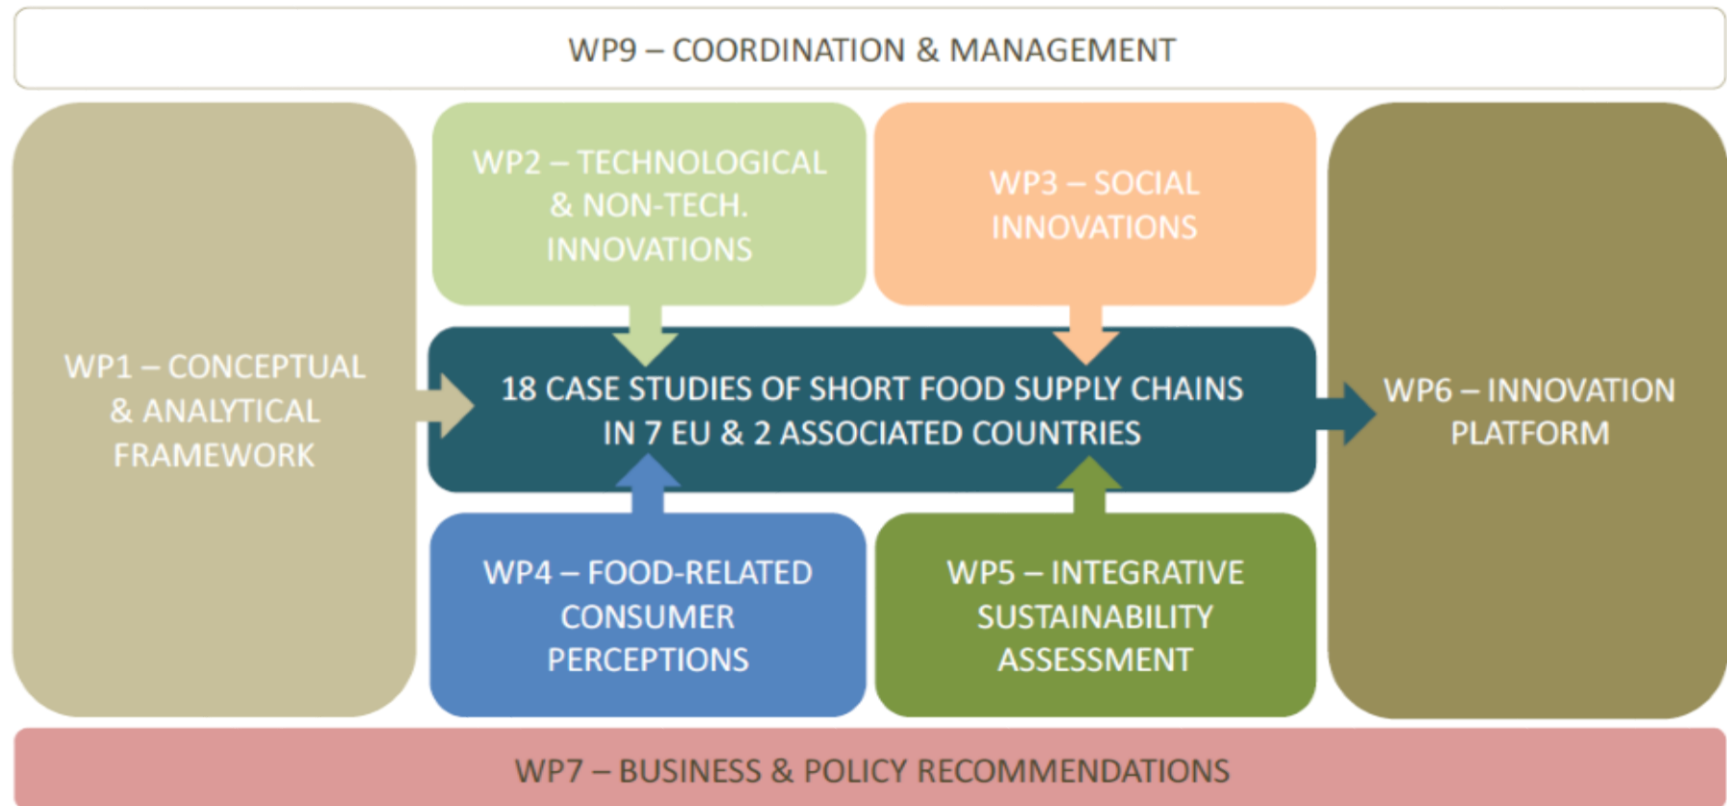 WP9 – COORDINATION & MANAGEMENT
WP2 – TECHNOLOGICAL
& NON-TECH.
INNOVATIONS
WP3 – SOCIAL
INNOVATIONS
WP1 – CONCEPTUAL
& ANALYTICAL
FRAMEWORK
18 CASE STUDIES OF SHORT FOOD SUPPLY CHAINS
IN 7 EU & 2 ASSOCIATED COUNTRIES
WP6 – INNOVATION
PLATFORM
WP4 – FOOD-RELATED
CONSUMER
PERCEPTIONS
WP5 – INTEGRATIVE
SUSTAINABILITY
ASSESSMENT
WP7 – BUSINESS & POLICY RECOMMENDATIONS